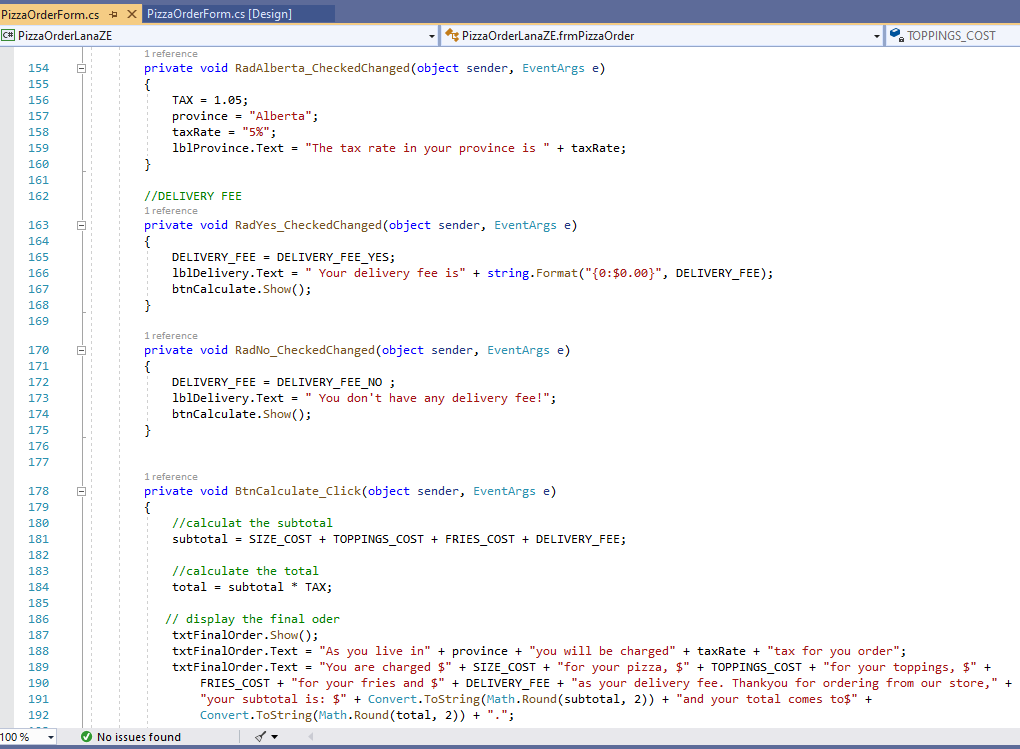 PizzaOrderForm.cs PizzaOrderForm.cs [Design]
C# PizzaOrderLanaZE PizzaOrderLanaZE.frmPizzaOrder TOPPINGS_COST
1 reference
154 private void RadAlberta_CheckedChanged(object sender, EventArgs e)
155 {
156 TAX = 1.05;
157 province = "Alberta";
158 taxRate = "5%";
159 lblProvince.Text = "The tax rate in your province is " + taxRate;
160 }
161
162 //DELIVERY FEE
1 reference
163 private void RadYes_CheckedChanged(object sender, EventArgs e)
164 {
165 DELIVERY_FEE = DELIVERY_FEE_YES;
166 lblDelivery.Text = " Your delivery fee is" + string.Format("{0:$0.00}", DELIVERY_FEE);
167 btnCalculate.Show();
168 }
169
1 reference
170 private void RadNo_CheckedChanged(object sender, EventArgs e)
171 {
172 DELIVERY_FEE = DELIVERY_FEE_NO ;
173 lblDelivery.Text = " You don't have any delivery fee!";
174 btnCalculate.Show();
175 }
176
177
1 reference
178 private void BtnCalculate_Click(object sender, EventArgs e)
179 {
180 //calculat the subtotal
181 subtotal = SIZE_COST + TOPPINGS_COST + FRIES_COST + DELIVERY_FEE;
182
183 //calculate the total
184 total = subtotal * TAX;
185
186 // display the final oder
187 txtFinalOrder.Show();
188 txtFinalOrder.Text = "As you live in" + province + "you will be charged" + taxRate + "tax for you order";
189 txtFinalOrder.Text = "You are charged $" + SIZE_COST + "for your pizza, $" + TOPPINGS_COST + "for your toppings, $" +
190 FRIES_COST + "for your fries and $" + DELIVERY_FEE + "as your delivery fee. Thankyou for ordering from our store," +
191 "your subtotal is: $" + Convert.ToString(Math.Round(subtotal, 2)) + "and your total comes to$" +
192 Convert.ToString(Math.Round(total, 2)) + ".";
100 % No issues found